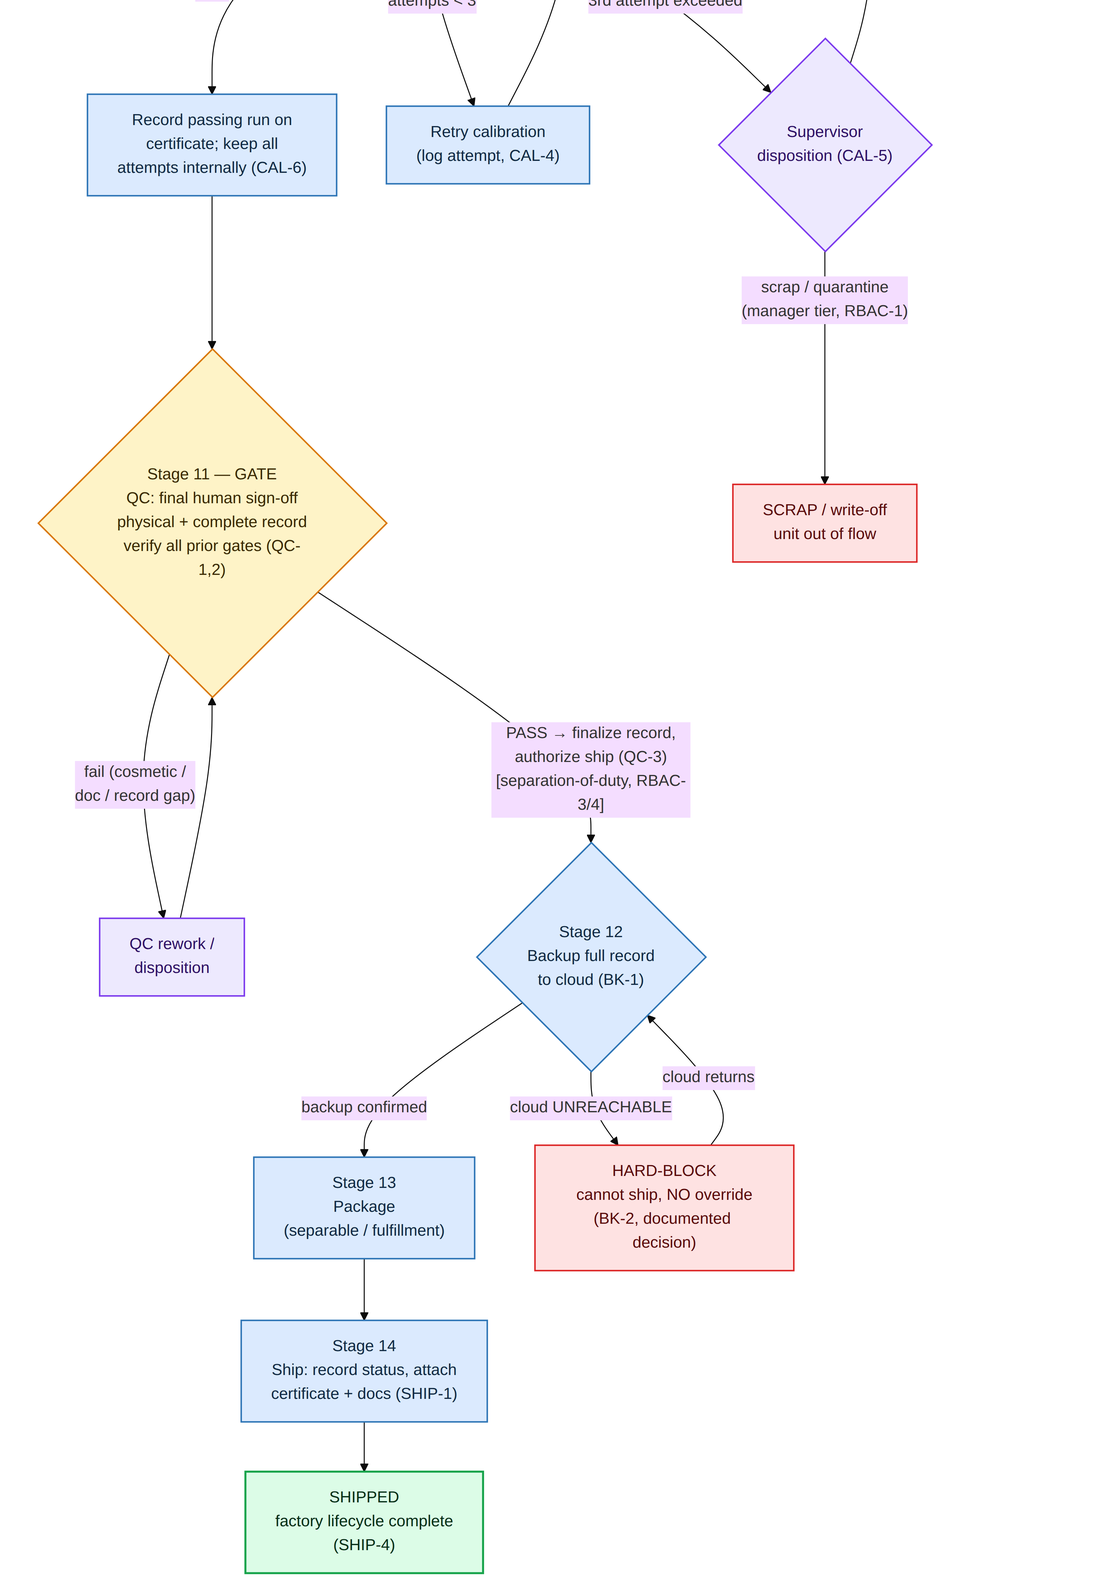 attempts < 3
3rd attempt exceeded
Record passing run on
certificate; keep all
attempts internally (CAL-6)
Retry calibration
(log attempt, CAL-4)
Supervisor
disposition (CAL-5)
scrap / quarantine
(manager tier, RBAC-1)
SCRAP / write-off
unit out of flow
Stage 11 — GATE
QC: final human sign-off
physical + complete record
verify all prior gates (QC-
1,2)
PASS → finalize record,
authorize ship (QC-3)
[separation-of-duty, RBAC-
3/4]
fail (cosmetic /
doc / record gap)
QC rework /
disposition
Stage 12
Backup full record
to cloud (BK-1)
cloud returns
backup confirmed
cloud UNREACHABLE
Stage 13
Package
(separable / fulfillment)
HARD-BLOCK
cannot ship, NO override
(BK-2, documented
decision)
Stage 14
Ship: record status, attach
certificate + docs (SHIP-1)
SHIPPED
factory lifecycle complete
(SHIP-4)